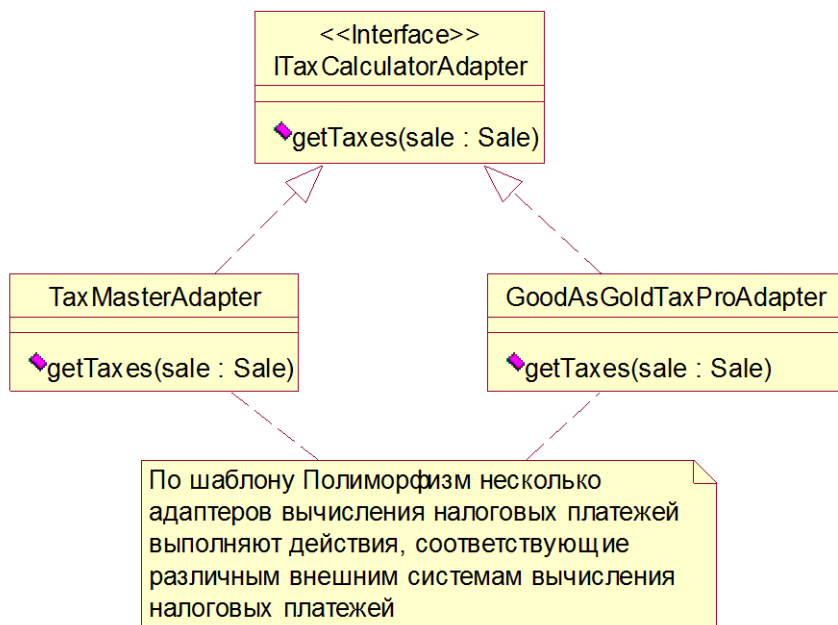 <<Interface>>
ITaxCalculatorAdapter
getTaxes(sale : Sale)
TaxMasterAdapter
getTaxes(sale : Sale)
GoodAsGoldTaxProAdapter
getTaxes(sale : Sale)
По шаблону Полиморфизм несколько
адаптеров вычисления налоговых платежей
выполняют действия, соответствующие
различным внешним системам вычисления
налоговых платежей